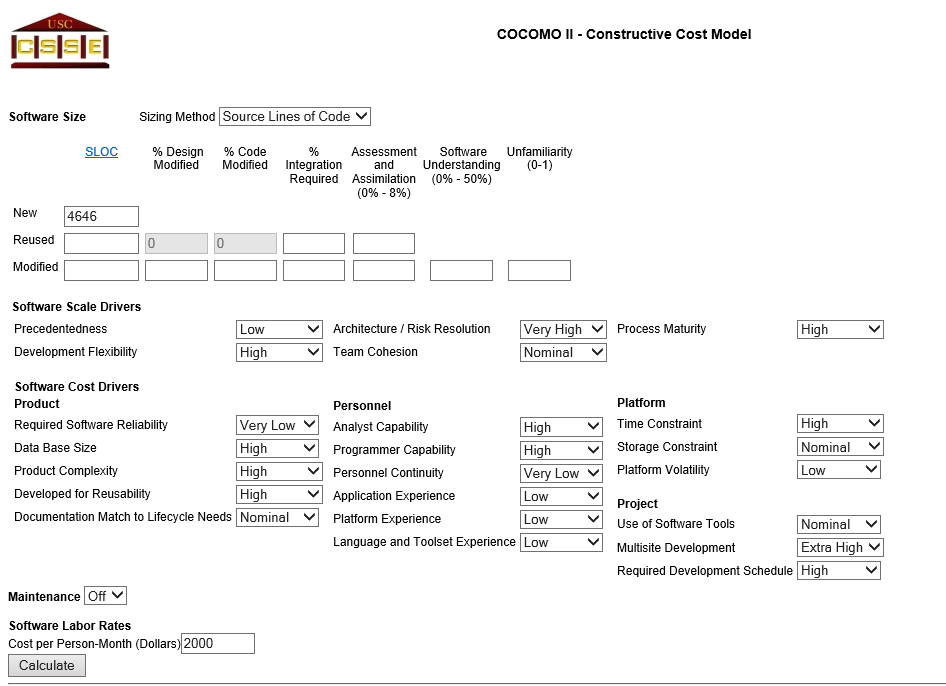 USC
CSSE
COCOMO II - Constructive Cost Model
Software Size Sizing Method Source Lines of Code
SLOC % Design Modified % Code Modified % Integration Required Assessment and Assimilation (0% - 8%) Software Understanding (0% - 50%) Unfamiliarity (0-1)
New 4646
Reused 0 0
Modified
Software Scale Drivers
Precedentedness Low Architecture / Risk Resolution Very High Process Maturity High
Development Flexibility High Team Cohesion Nominal
Software Cost Drivers
Product
Required Software Reliability Very Low
Data Base Size High
Product Complexity High
Developed for Reusability High
Documentation Match to Lifecycle Needs Nominal
Personnel
Analyst Capability High
Programmer Capability High
Personnel Continuity Very Low
Application Experience Low
Platform Experience Low
Language and Toolset Experience Low
Platform
Time Constraint High
Storage Constraint Nominal
Platform Volatility Low
Project
Use of Software Tools Nominal
Multisite Development Extra High
Required Development Schedule High
Maintenance Off
Software Labor Rates
Cost per Person-Month (Dollars) 2000
Calculate